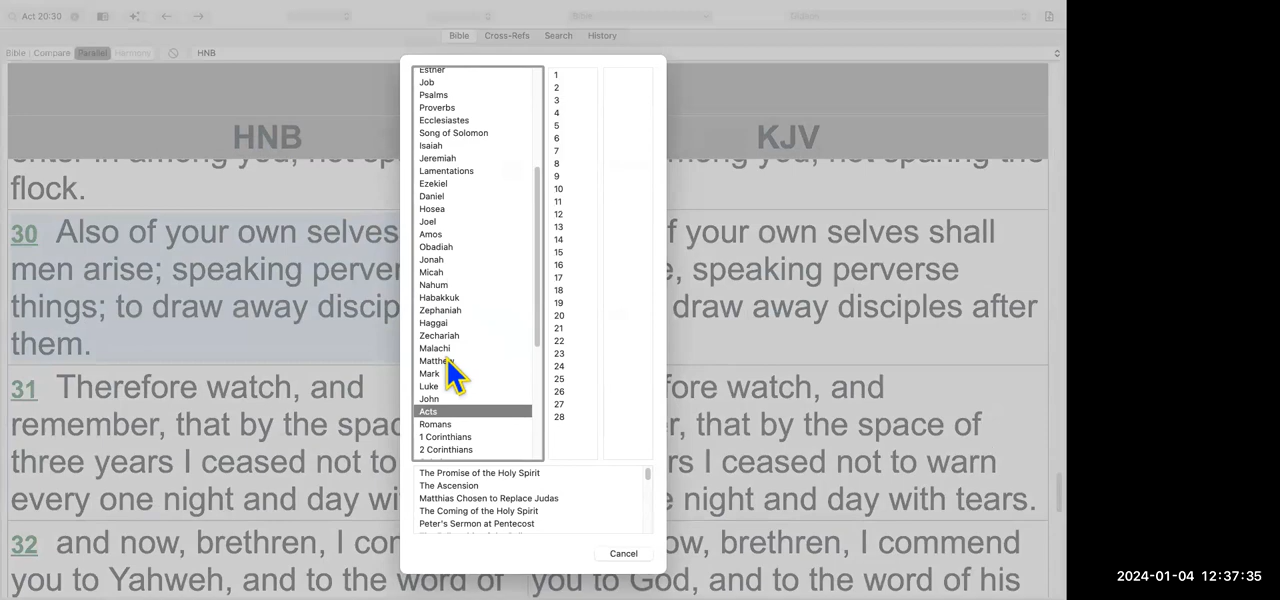 Act 20:30
Bible
Bible Cross-Refs Search History
Bible Compare Parallel Harmony HNB
HNB KJV
flock.
30 Also of your own selves
men arise; speaking
things; to draw away
them.
31 Therefore watch, and
remember, that by the
three years I ceased not to
every one night and day
32 and now, brethren, I
you to Yahweh, and to the word of
Esther
Job
Psalms
Proverbs
Ecclesiastes
Song of Solomon
Isaiah
Jeremiah
Lamentations
Ezekiel
Daniel
Hosea
Joel
Amos
Obadiah
Jonah
Micah
Nahum
Habakkuk
Zephaniah
Haggai
Zechariah
Malachi
Matthew
Mark
Luke
John
Acts
Romans
1 Corinthians
2 Corinthians
1
2
3
4
5
6
7
8
9
10
11
12
13
14
15
16
17
18
19
20
21
22
23
24
25
26
27
28
The Promise of the Holy Spirit
The Ascension
Matthias Chosen to Replace Judas
The Coming of the Holy Spirit
Peter's Sermon at Pentecost
Cancel
among you, not sparing the
your own selves shall
speaking perverse
draw away disciples after
watch, and
that by the space of
I ceased not to warn
night and day with tears.
brethren, I commend
you to God, and to the word of his
2024-01-04 12:37:35